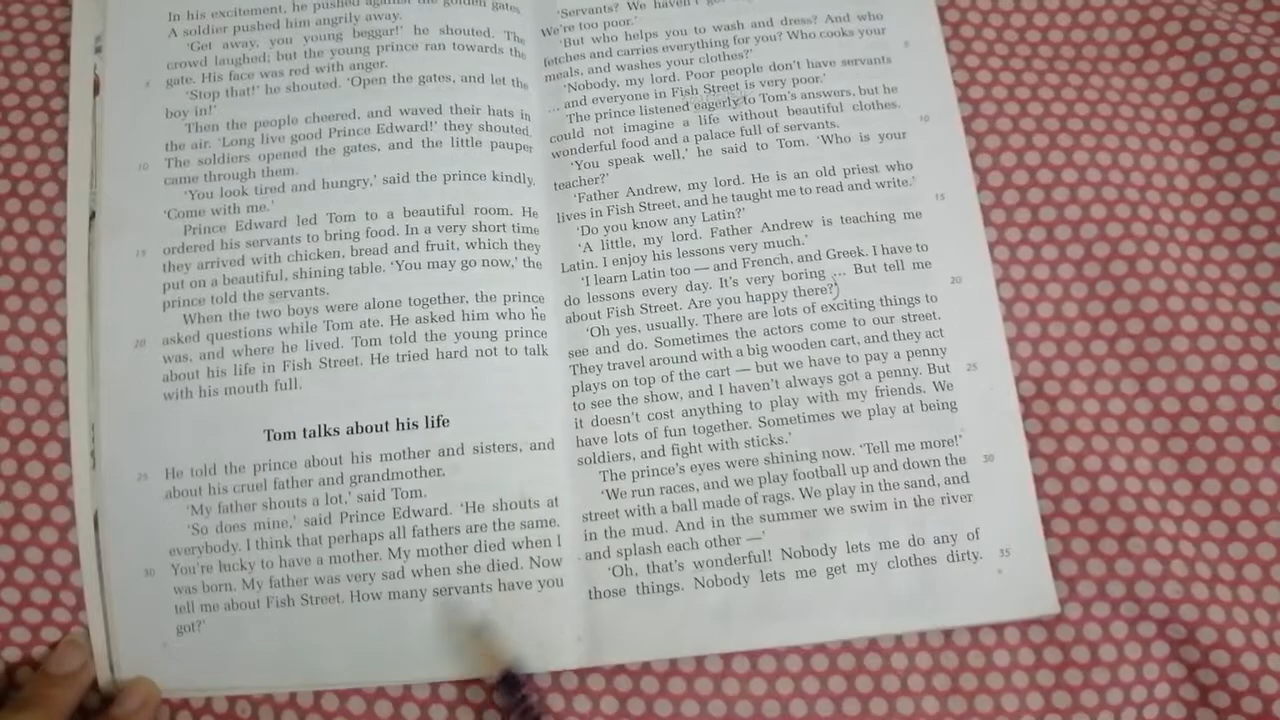 In his excitement, he pushed against the golden gates
A soldier pushed him angrily away.
'Get away, you young beggar!' he shouted. The
crowd laughed; but the young prince ran towards the
gate. His face was red with anger.
5
'Stop that!' he shouted. 'Open the gates, and let the
boy in!'
Then the people cheered, and waved their hats in
the air. 'Long live good Prince Edward!' they shouted.
10
The soldiers opened the gates, and the little pauper
came through them.
'You look tired and hungry,' said the prince kindly.
'Come with me.'
Prince Edward led Tom to a beautiful room. He
15
ordered his servants to bring food. In a very short time
they arrived with chicken, bread and fruit, which they
put on a beautiful, shining table. 'You may go now,' the
prince told the servants.
When the two boys were alone together, the prince
20
asked questions while Tom ate. He asked him who he
was, and where he lived. Tom told the young prince
about his life in Fish Street. He tried hard not to talk
with his mouth full.
Tom talks about his life
25
He told the prince about his mother and sisters, and
about his cruel father and grandmother.
'My father shouts a lot,' said Tom.
'So does mine,' said Prince Edward. 'He shouts at
everybody. I think that perhaps all fathers are the same.
30
You're lucky to have a mother. My mother died when I
was born. My father was very sad when she died. Now
tell me about Fish Street. How many servants have you
got?'
'Servants? We haven't
We're too poor.'
'But who helps you to wash and dress? And who
fetches and carries everything for you? Who cooks your
5
meals, and washes your clothes?'
'Nobody, my lord. Poor people don't have servants
... and everyone in Fish Street is very poor.'
The prince listened eagerly to Tom's answers, but he
could not imagine a life without beautiful clothes,
10
wonderful food and a palace full of servants.
'You speak well,' he said to Tom. 'Who is your
teacher?'
'Father Andrew, my lord. He is an old priest who
lives in Fish Street, and he taught me to read and write.'
15
'Do you know any Latin?'
'A little, my lord. Father Andrew is teaching me
Latin. I enjoy his lessons very much.'
'I learn Latin too — and French, and Greek. I have to
do lessons every day. It's very boring ... But tell me
20
about Fish Street. Are you happy there?'
'Oh yes, usually. There are lots of exciting things to
see and do. Sometimes the actors come to our street.
They travel around with a big wooden cart, and they act
plays on top of the cart — but we have to pay a penny
25
to see the show, and I haven't always got a penny. But
it doesn't cost anything to play with my friends. We
have lots of fun together. Sometimes we play at being
soldiers, and fight with sticks.'
The prince's eyes were shining now. 'Tell me more!'
30
'We run races, and we play football up and down the
street with a ball made of rags. We play in the sand, and
in the mud. And in the summer we swim in the river
and splash each other —'
'Oh, that's wonderful! Nobody lets me do any of
35
those things. Nobody lets me get my clothes dirty.